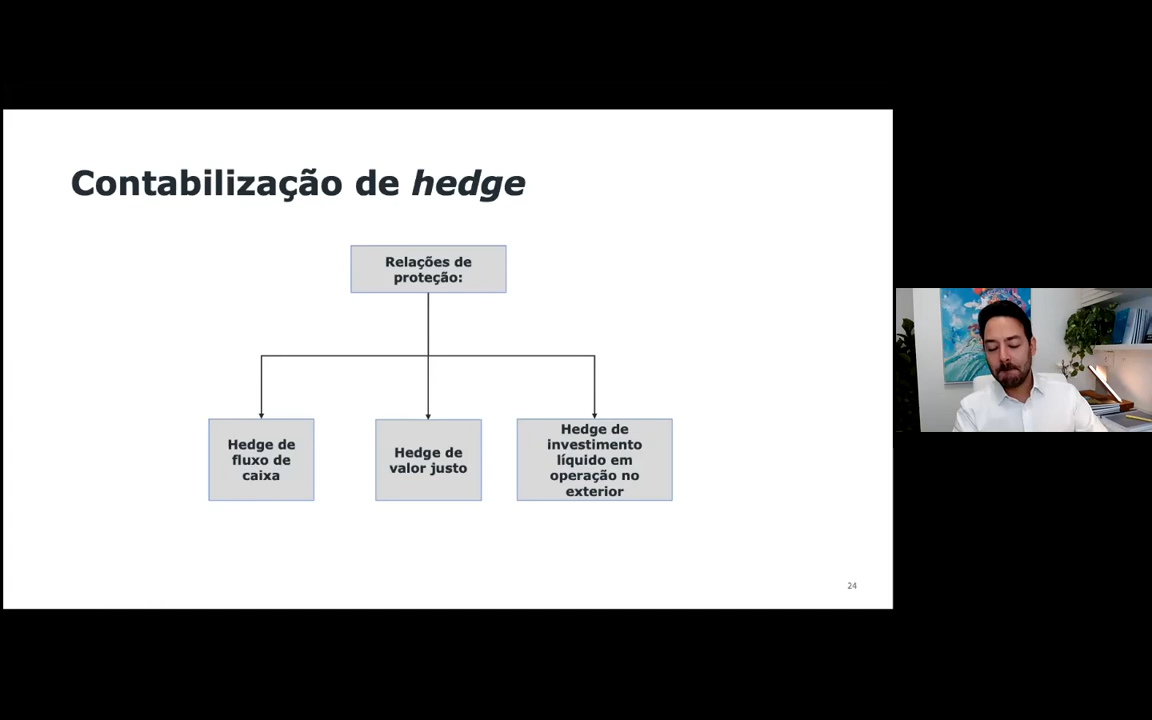 Contabilização de hedge
Relações de
proteção:
Hedge de
fluxo de
caixa
Hedge de
valor justo
Hedge de
investimento
líquido em
operação no
exterior
24